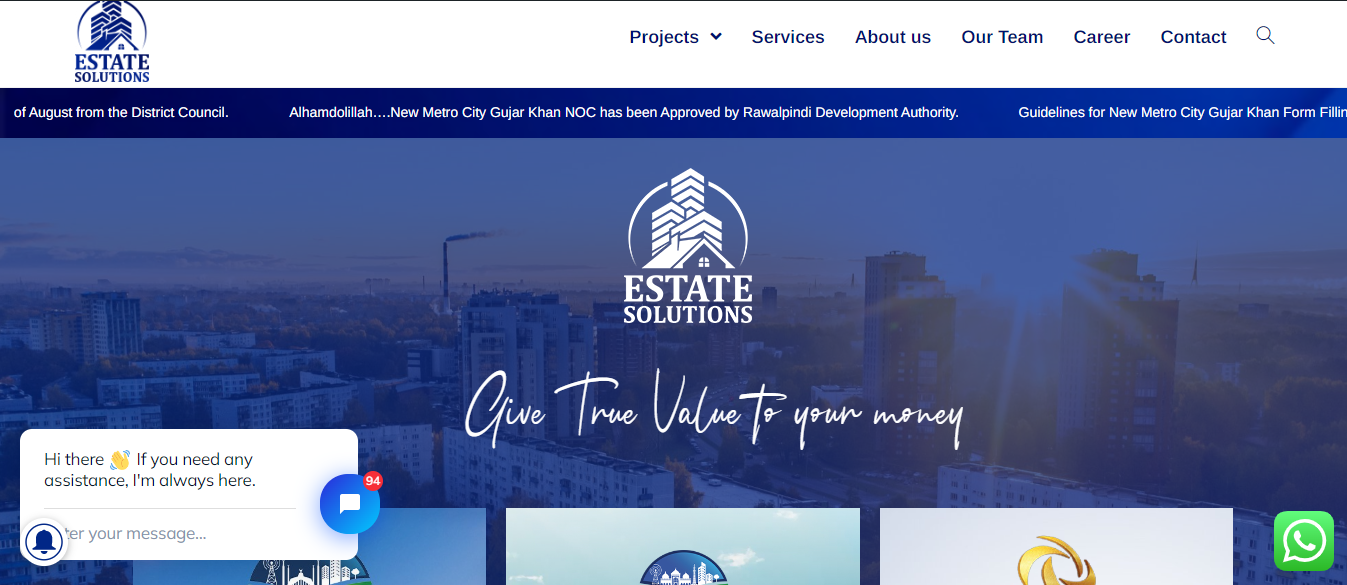 ESTATE
SOLUTIONS
Projects Services About us Our Team Career Contact
of August from the District Council. Alhamdolillah….New Metro City Gujar Khan NOC has been Approved by Rawalpindi Development Authority. Guidelines for New Metro City Gujar Khan Form
ESTATE
SOLUTIONS
Give True Value To your money
Hi there 👋 If you need any
assistance, I'm always here.
94
your message...